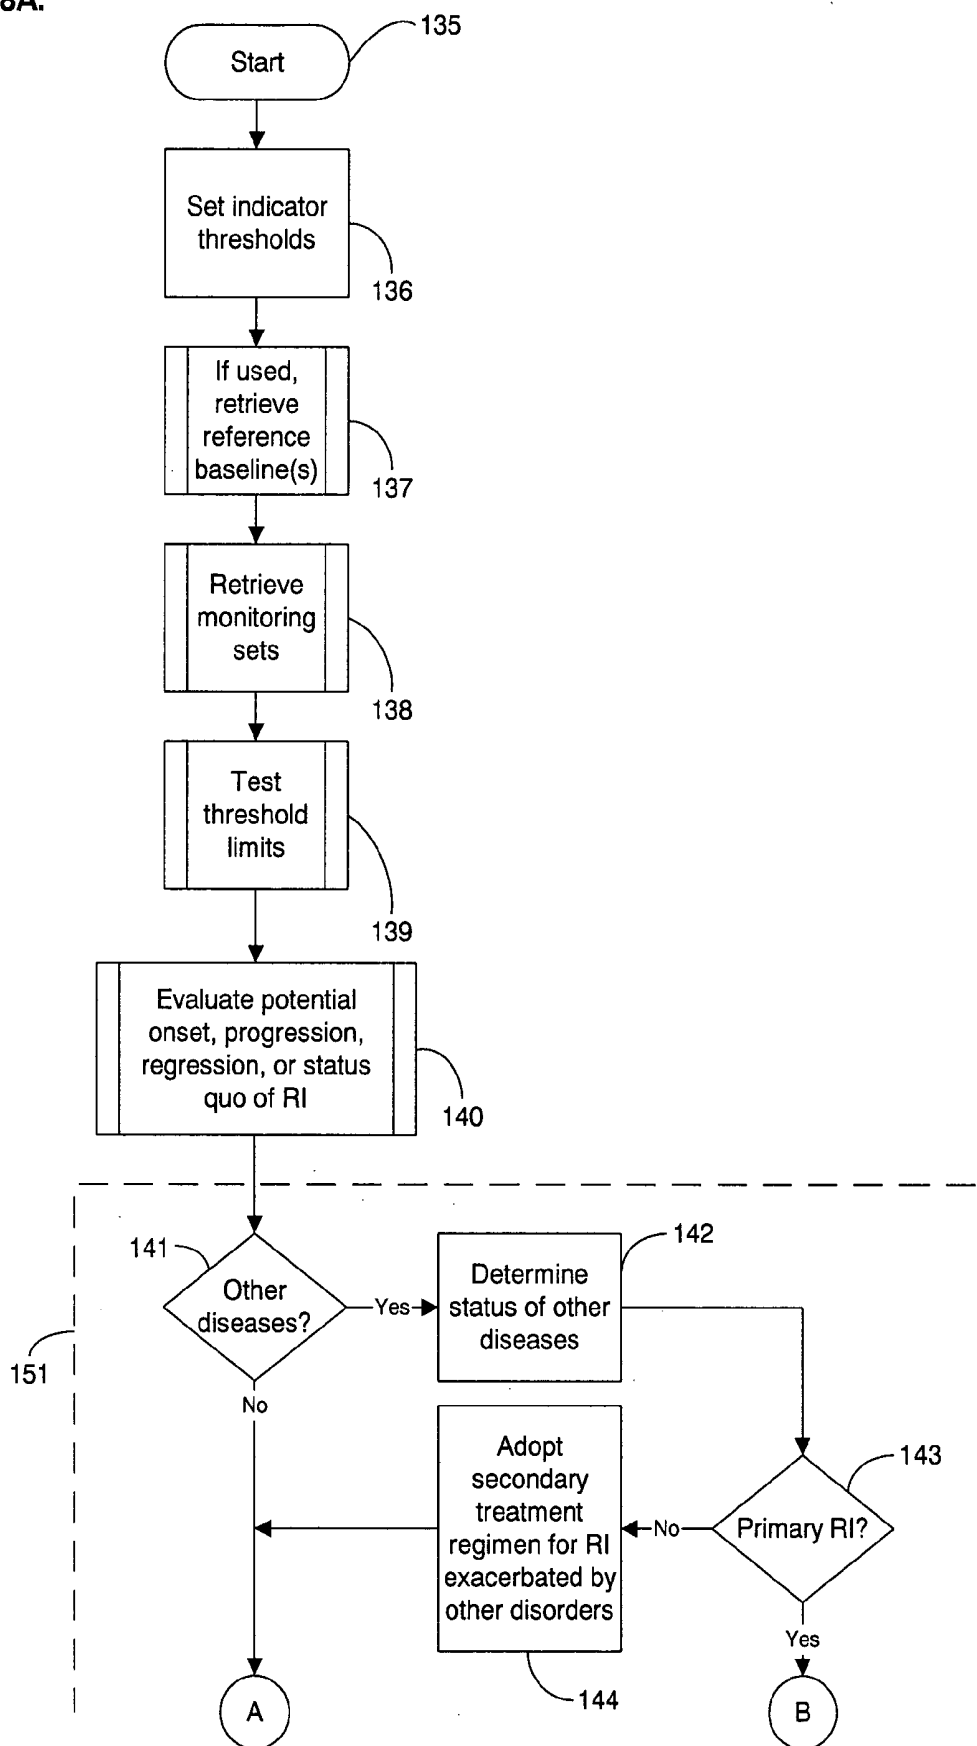 8A.
135
Start
Set indicator
thresholds
136
If used,
retrieve
reference
baseline(s)
137
Retrieve
monitoring
sets
138
Test
threshold
limits
139
Evaluate potential
onset, progression,
regression, or status
quo of RI
140
141
Other
diseases?
Yes
142
Determine
status of other
diseases
151
No
143
Primary RI?
No
Adopt
secondary
treatment
regimen for RI
exacerbated by
other disorders
144
Yes
A
B